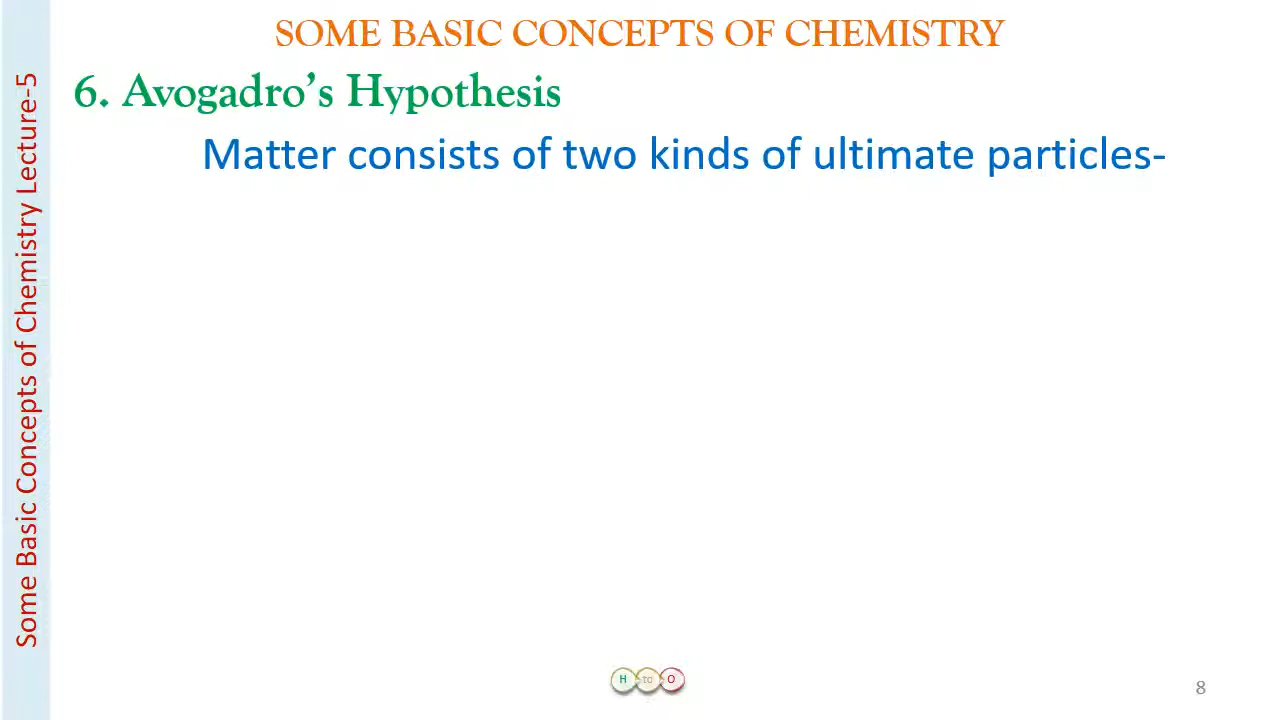 SOME BASIC CONCEPTS OF CHEMISTRY
6. Avogadro’s Hypothesis
Matter consists of two kinds of ultimate particles-
Some Basic Concepts of Chemistry Lecture-5
H to O
8